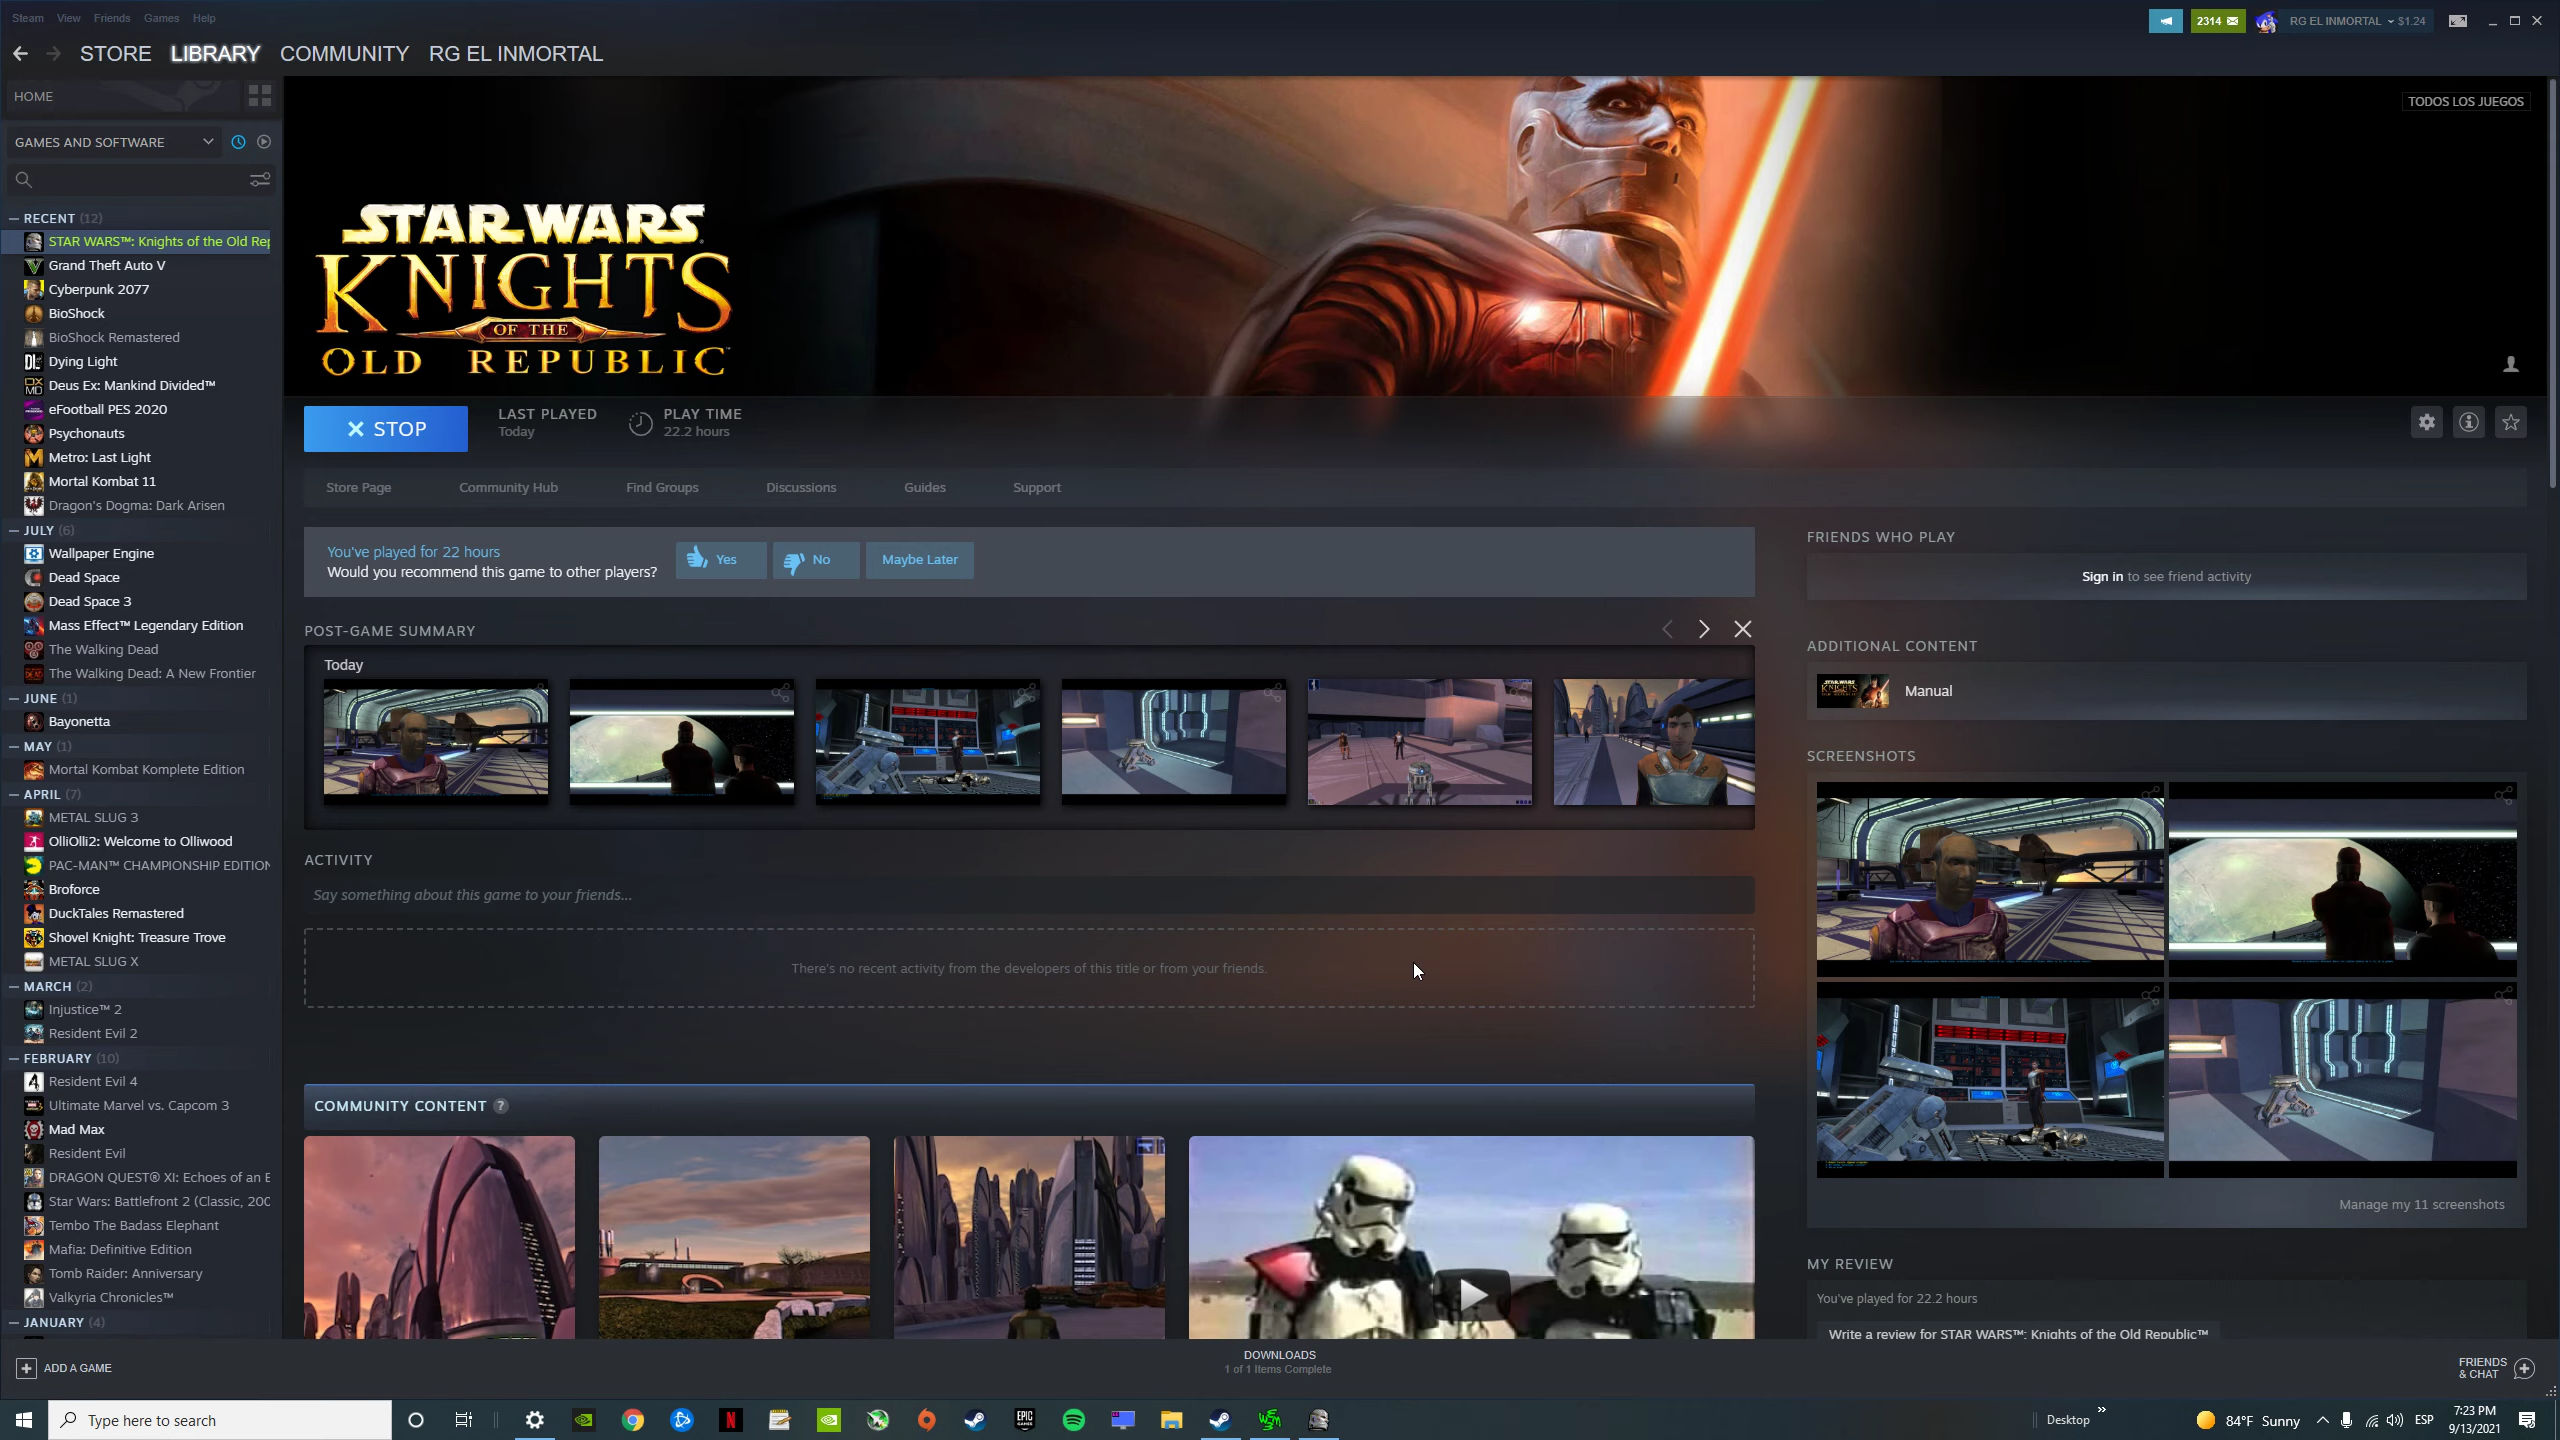 Steam View Friends Games Help
2314 RG EL INMORTAL $1.24
STORE LIBRARY COMMUNITY RG EL INMORTAL
HOME
GAMES AND SOFTWARE
RECENT (12)
STAR WARS™: Knights of the Old Rep
Grand Theft Auto V
Cyberpunk 2077
BioShock
BioShock Remastered
Dying Light
Deus Ex: Mankind Divided™
eFootball PES 2020
Psychonauts
Metro: Last Light
Mortal Kombat 11
Dragon's Dogma: Dark Arisen
JULY (6)
Wallpaper Engine
Dead Space
Dead Space 3
Mass Effect™ Legendary Edition
The Walking Dead
The Walking Dead: A New Frontier
JUNE (1)
Bayonetta
MAY (1)
Mortal Kombat Komplete Edition
APRIL (7)
METAL SLUG 3
OlliOlli2: Welcome to Olliwood
PAC-MAN™ CHAMPIONSHIP EDITION
Broforce
DuckTales Remastered
Shovel Knight: Treasure Trove
METAL SLUG X
MARCH (2)
Injustice™ 2
Resident Evil 2
FEBRUARY (10)
Resident Evil 4
Ultimate Marvel vs. Capcom 3
Mad Max
Resident Evil
DRAGON QUEST® XI: Echoes of an E
Star Wars: Battlefront 2 (Classic, 200
Tembo The Badass Elephant
Mafia: Definitive Edition
Tomb Raider: Anniversary
Valkyria Chronicles™
JANUARY (4)
ADD A GAME
TODOS LOS JUEGOS
STAR WARS
KNIGHTS
OF THE
OLD REPUBLIC™
STOP
LAST PLAYED
Today
PLAY TIME
22.2 hours
Store Page Community Hub Find Groups Discussions Guides Support
You've played for 22 hours
Would you recommend this game to other players?
Yes No Maybe Later
POST-GAME SUMMARY
Today
ACTIVITY
Say something about this game to your friends...
There's no recent activity from the developers of this title or from your friends.
COMMUNITY CONTENT ?
FRIENDS WHO PLAY
Sign in to see friend activity
ADDITIONAL CONTENT
STAR WARS
KNIGHTS
Manual
SCREENSHOTS
Manage my 11 screenshots
MY REVIEW
You've played for 22.2 hours
Write a review for STAR WARS™: Knights of the Old Republic™
DOWNLOADS
1 of 1 Items Complete
FRIENDS
& CHAT
Type here to search
EPIC
GAMES
Desktop
84°F Sunny
ESP
7:23 PM
9/13/2021